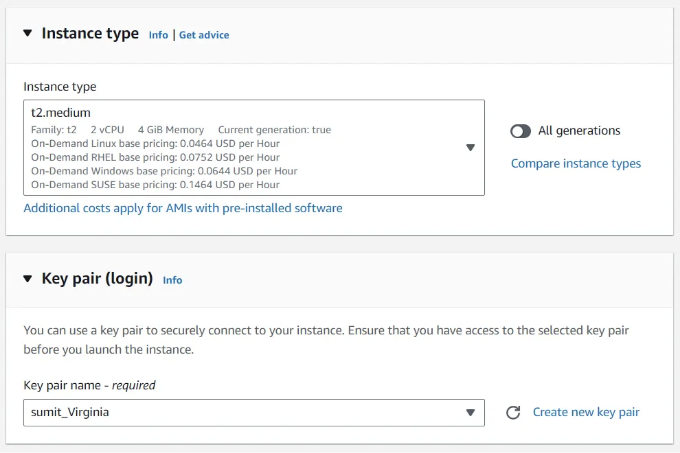 Instance type Info | Get advice
Instance type
t2.medium
Family: t2 2 vCPU 4 GiB Memory Current generation: true
On-Demand Linux base pricing: 0.0464 USD per Hour
On-Demand RHEL base pricing: 0.0752 USD per Hour
On-Demand Windows base pricing: 0.0644 USD per Hour
On-Demand SUSE base pricing: 0.1464 USD per Hour
All generations
Compare instance types
Additional costs apply for AMIs with pre-installed software
Key pair (login) Info
You can use a key pair to securely connect to your instance. Ensure that you have access to the selected key pair
before you launch the instance.
Key pair name - required
sumit_Virginia
Create new key pair